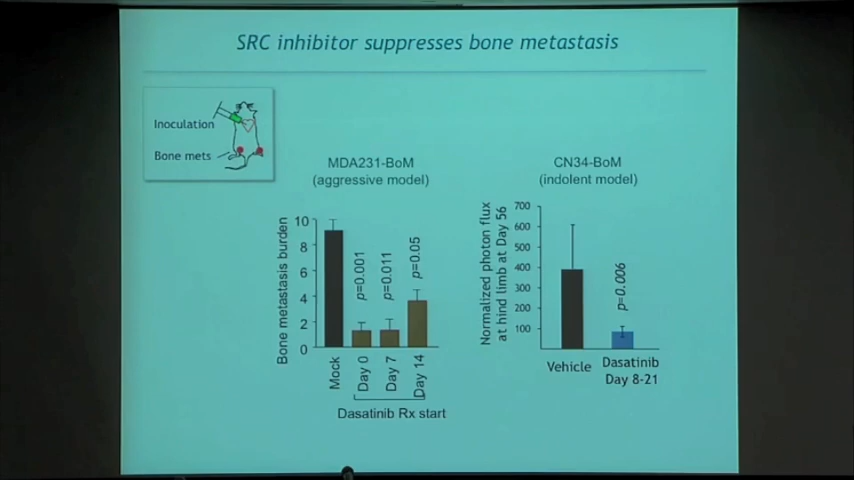 SRC inhibitor suppresses bone metastasis
Inoculation
Bone mets
MDA231-BoM
(aggressive model)
Bone metastasis burden
10
8
6
4
2
0
p=0.001
p=0.011
p=0.05
Mock
Day 0
Day 7
Day 14
Dasatinib Rx start
CN34-BoM
(indolent model)
Normalized photon flux
at hind limb at Day 56
700
600
500
400
300
200
100
p=0.006
Vehicle
Dasatinib
Day 8-21